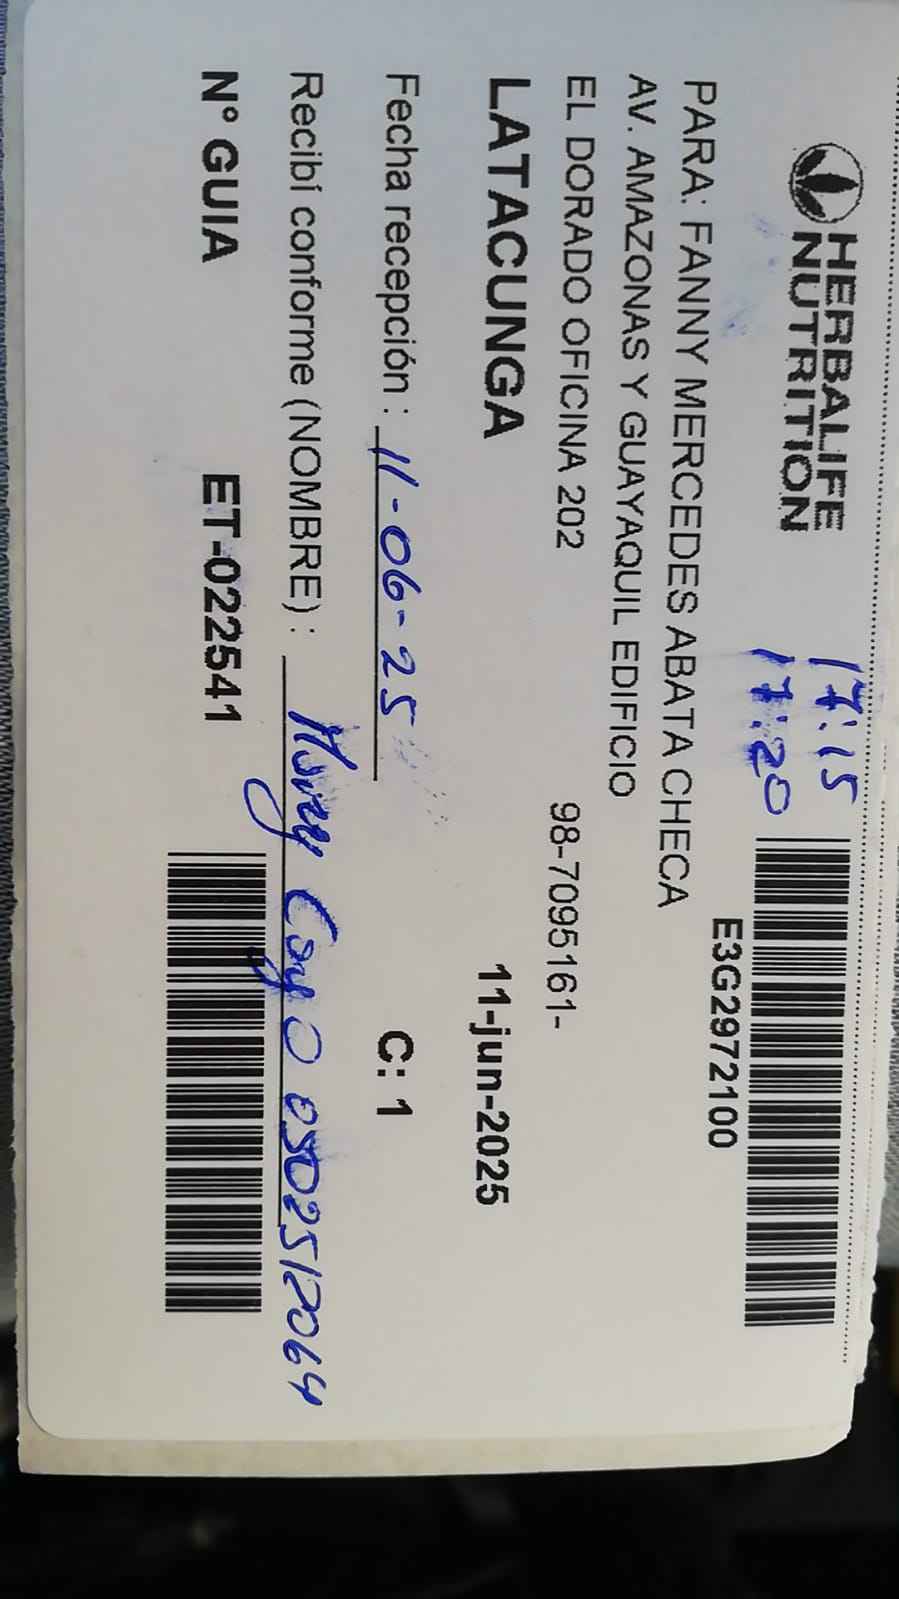 HERBALIFE
NUTRITION
17:15
17:20
E3G2972100
PARA: FANNY MERCEDES ABATA CHECA
AV. AMAZONAS Y GUAYAQUIL EDIFICIO
EL DORADO OFICINA 202
98-7095161-
LATACUNGA
11-jun-2025
Fecha recepción : 11-06-25
C: 1
Recibí conforme (NOMBRE) : 0502512064
N° GUIA ET-022541